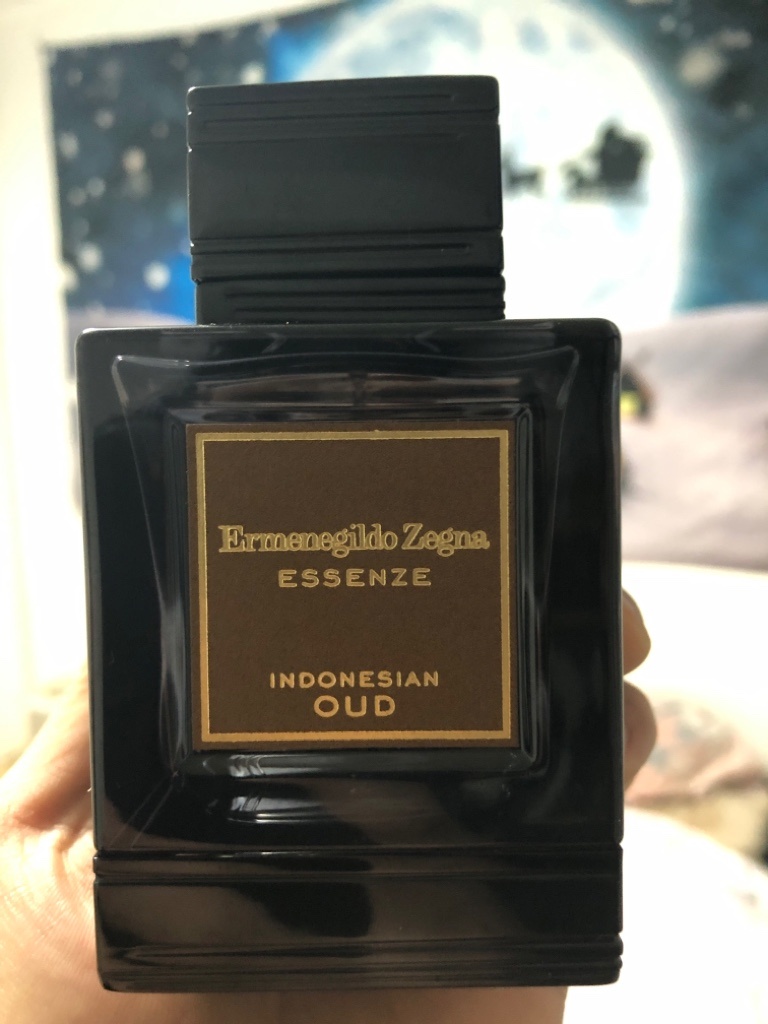 Ermenegildo Zegna
ESSENZE
INDONESIAN
OUD